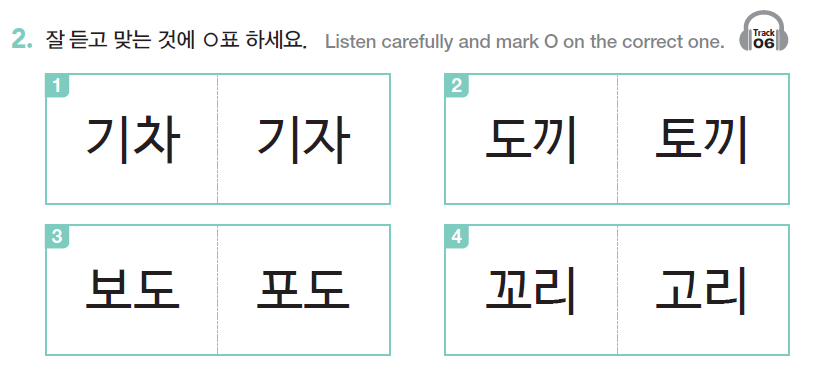 2. 잘 듣고 맞는 것에 ○표 하세요. Listen carefully and mark O on the correct one. Track 06
1 기차 기자
2 도끼 토끼
3 보도 포도
4 꼬리 고리